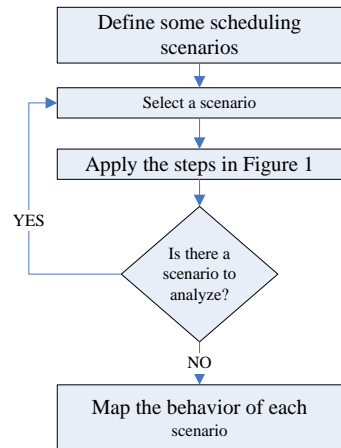 Define some scheduling
scenarios
Select a scenario
Apply the steps in Figure 1
YES
Is there a
scenario to
analyze?
NO
Map the behavior of each
scenario